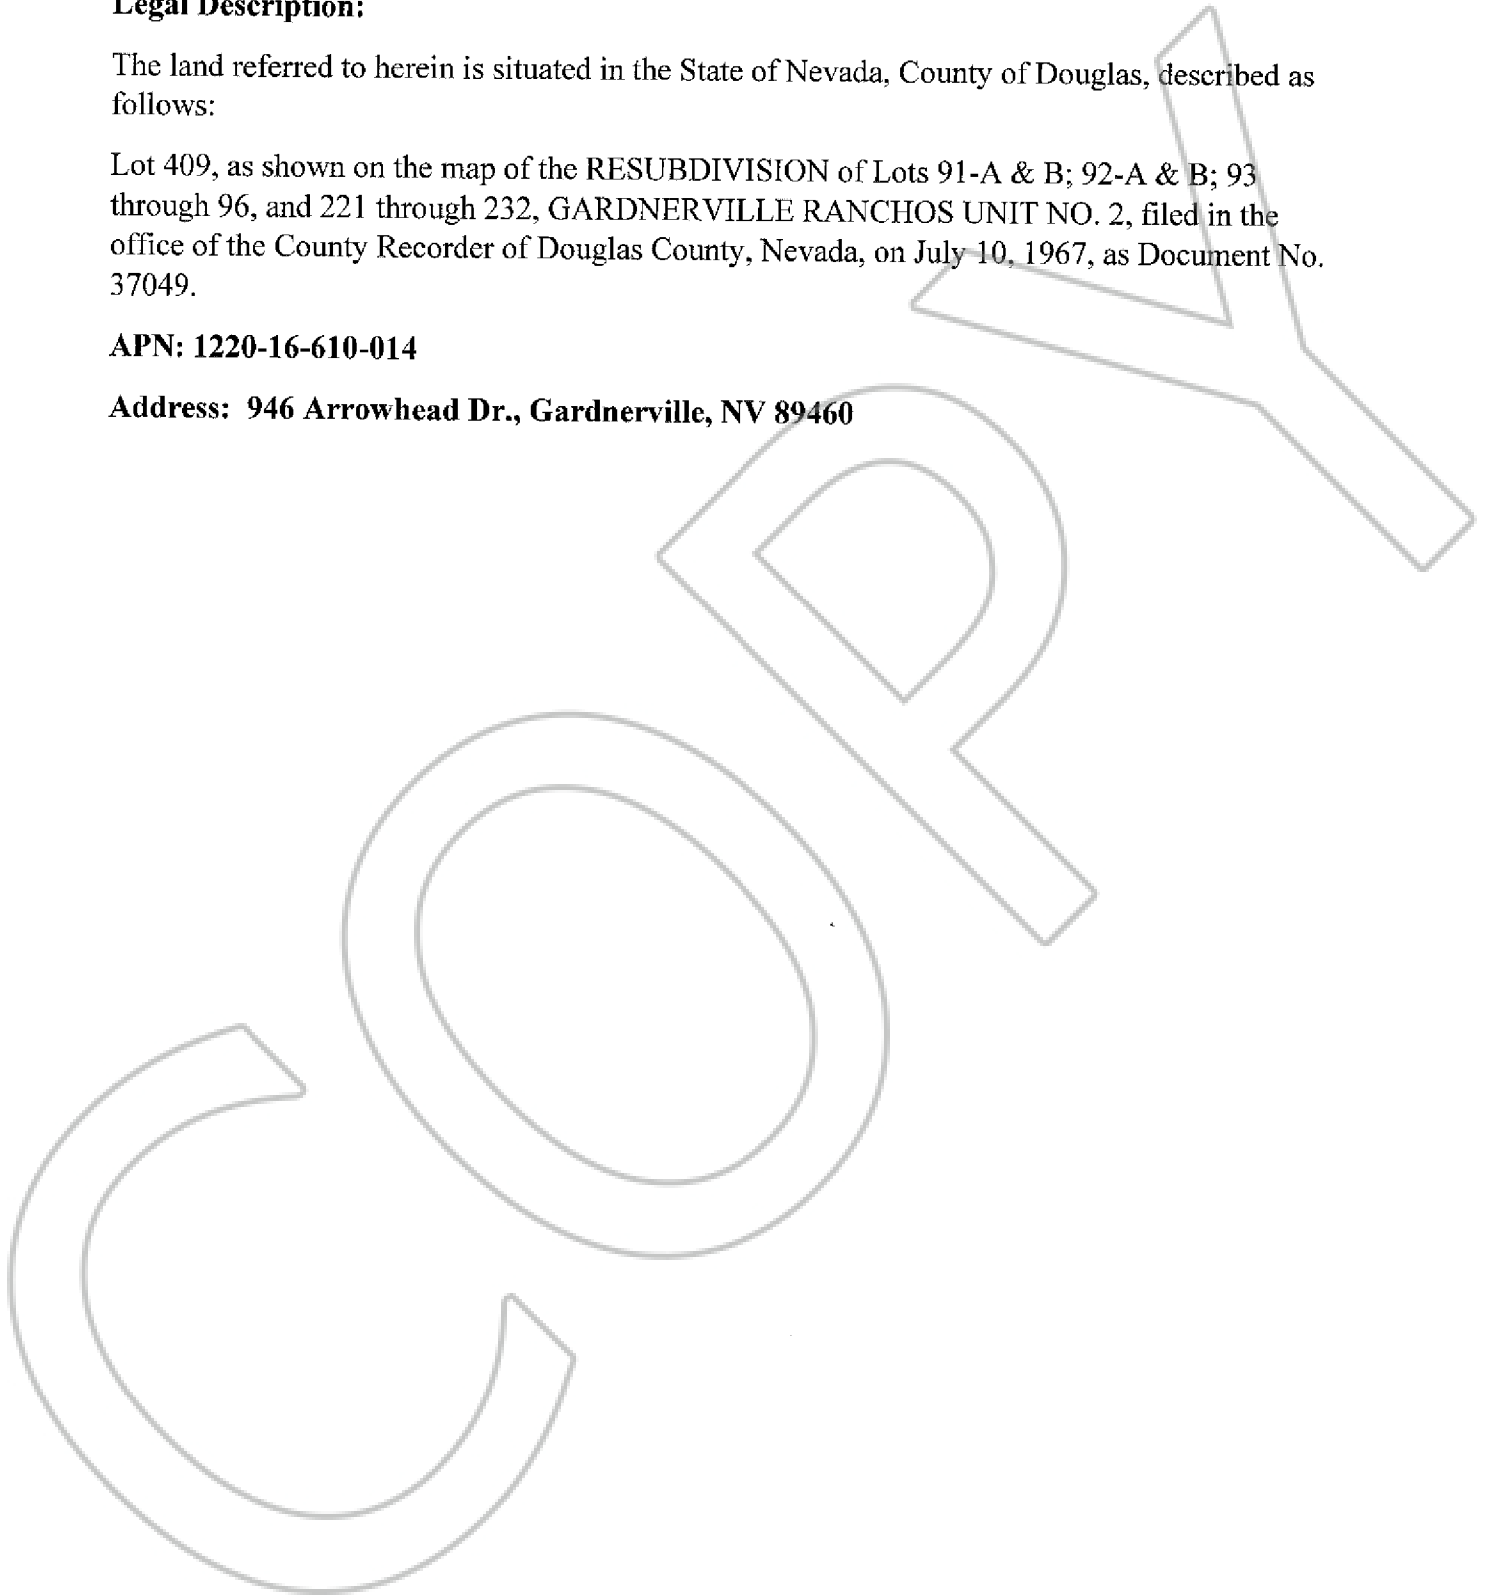 Legal Description:
The land referred to herein is situated in the State of Nevada, County of Douglas, described as
follows:
Lot 409, as shown on the map of the RESUBDIVISION of Lots 91-A & B; 92-A & B; 93
through 96, and 221 through 232, GARDNERVILLE RANCHOS UNIT NO. 2, filed in the
office of the County Recorder of Douglas County, Nevada, on July 10, 1967, as Document No.
37049.
APN: 1220-16-610-014
Address: 946 Arrowhead Dr., Gardnerville, NV 89460
COPY